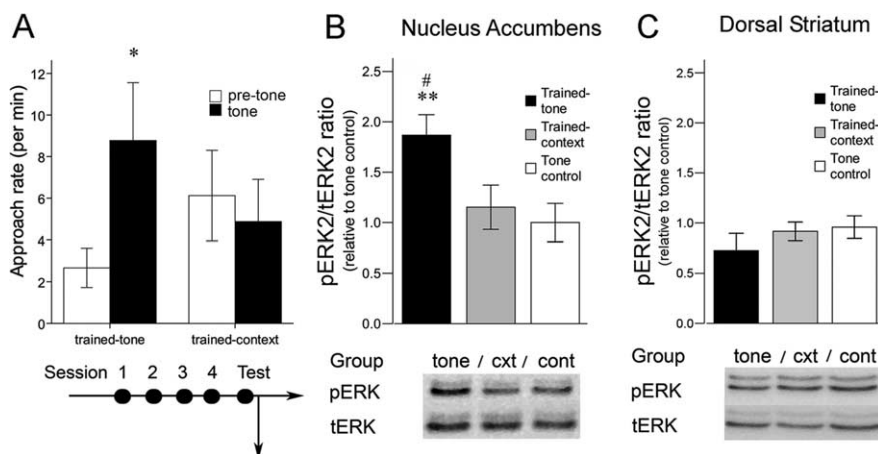 A
*
pre-tone
tone
Approach rate (per min)
12
10
8
6
4
2
0
trained-tone
trained-context
Session 1 2 3 4 Test
B Nucleus Accumbens
#
**
Trained-
tone
Trained-
context
Tone
control
pERK2/tERK2 ratio
(relative to tone control)
2.5
2.0
1.5
1.0
0.5
0.0
Group tone / cxt / cont
pERK
tERK
C Dorsal Striatum
Trained-
tone
Trained-
context
Tone
control
pERK2/tERK2 ratio
(relative to tone control)
2.5
2.0
1.5
1.0
0.5
0.0
Group tone / cxt / cont
pERK
tERK